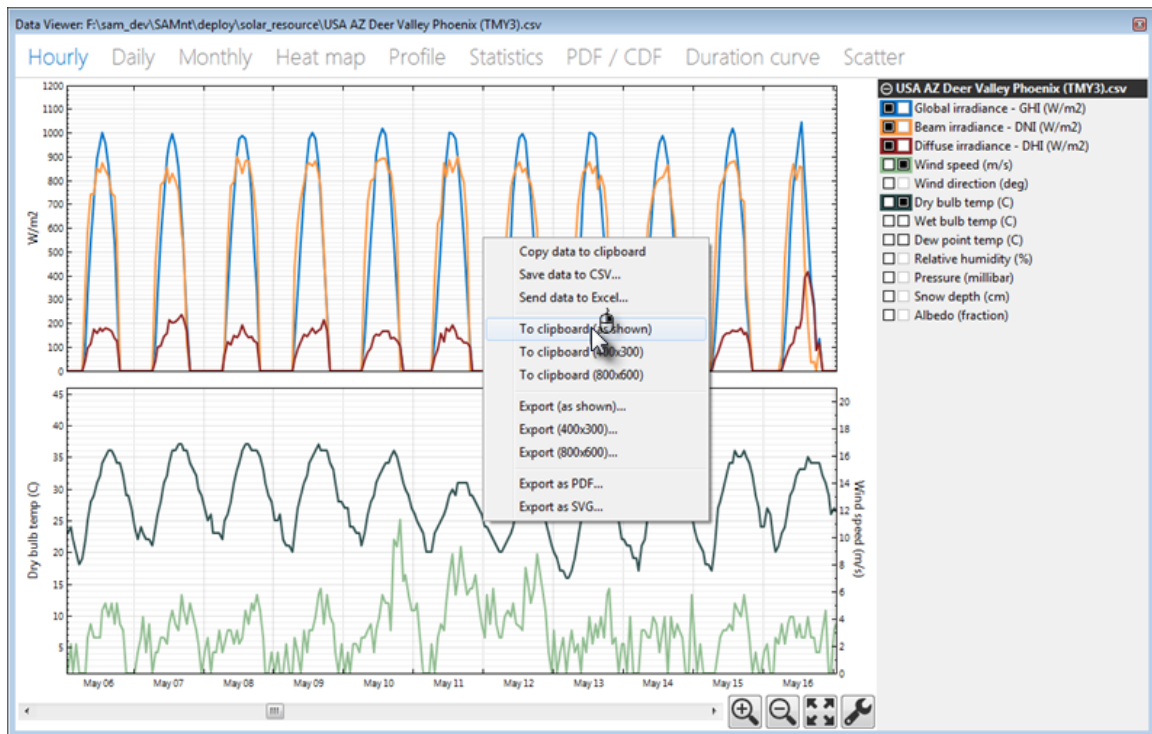 Data Viewer: F:\sam_dev\SAMnt\deploy\solar_resource\USA AZ Deer Valley Phoenix (TMY3).csv
Hourly Daily Monthly Heat map Profile Statistics PDF / CDF Duration curve Scatter
USA AZ Deer Valley Phoenix (TMY3).csv
Global irradiance - GHI (W/m2)
Beam irradiance - DNI (W/m2)
Diffuse irradiance - DHI (W/m2)
Wind speed (m/s)
Wind direction (deg)
Dry bulb temp (C)
Wet bulb temp (C)
Dew point temp (C)
Relative humidity (%)
Pressure (millibar)
Snow depth (cm)
Albedo (fraction)
1200
1100
1000
900
800
700
600
500
400
300
200
100
0
W/m2
Copy data to clipboard
Save data to CSV...
Send data to Excel...
To clipboard (as shown)
To clipboard (400x300)
To clipboard (800x600)
Export (as shown)...
Export (400x300)...
Export (800x600)...
Export as PDF...
Export as SVG...
45
40
35
30
25
20
15
10
5
Dry bulb temp (C)
20
18
16
14
12
10
8
6
4
2
0
Wind speed (m/s)
May 06 May 07 May 08 May 09 May 10 May 11 May 12 May 13 May 14 May 15 May 16